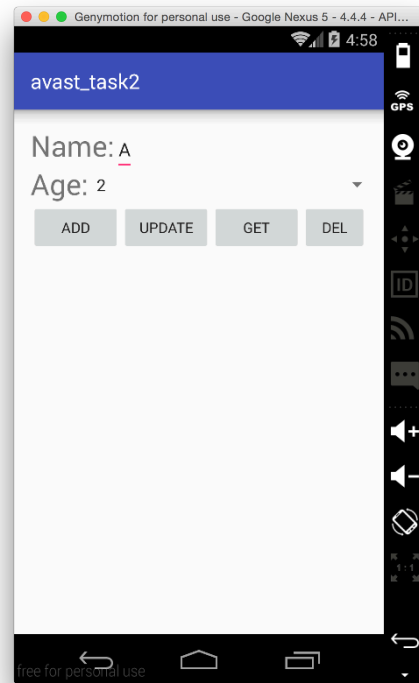 Genymotion for personal use - Google Nexus 5 - 4.4.4 - API...
4:58
avast_task2
GPS
Name: A
Age: 2
ADD UPDATE GET DEL
ID
1:1
free for personal use